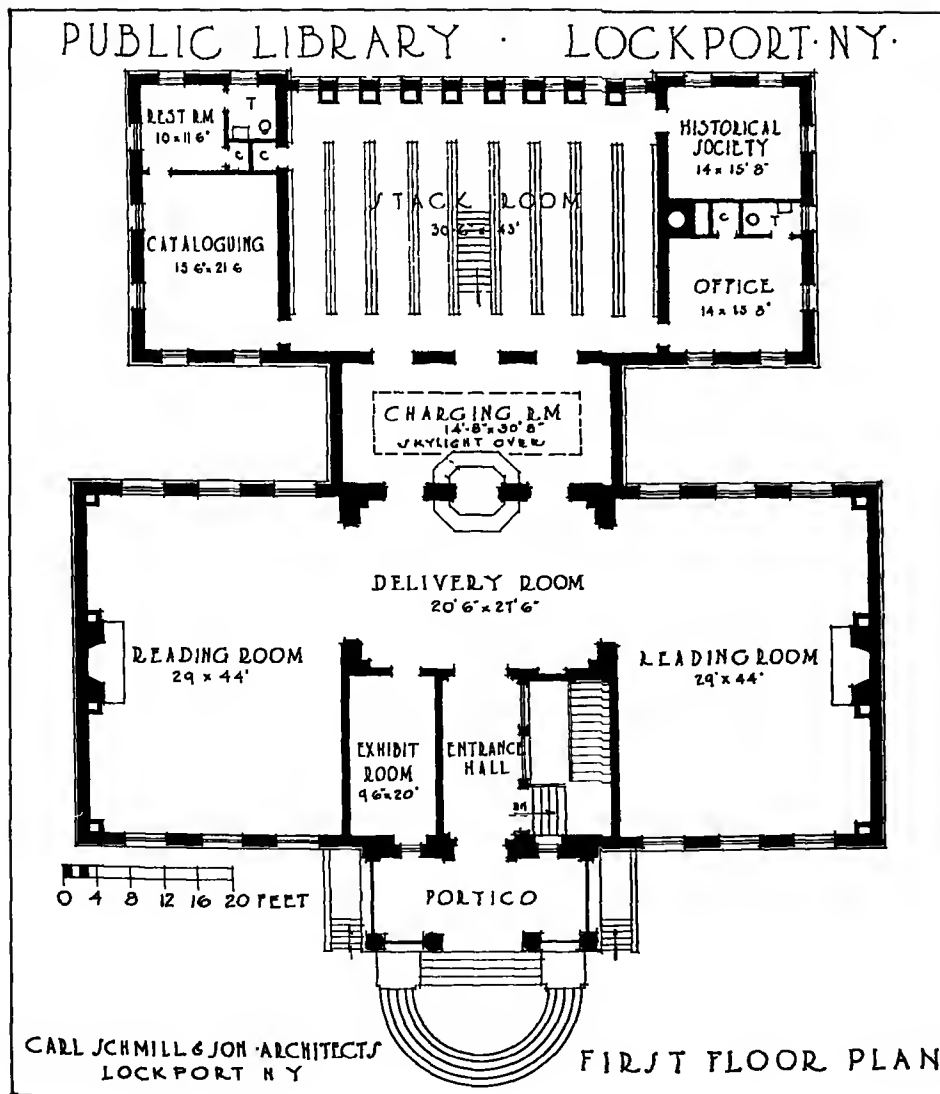 PUBLIC LIBRARY · LOCKPORT·N.Y.
REST RM
10 x 11 6"
T
C C
HISTORICAL
SOCIETY
14 x 15' 8"
STACK ROOM
30-6" x 43'
C T
CATALOGUING
15 6" x 21 6
OFFICE
14 x 15 8"
CHARGING RM
14'-8" x 30' 8"
SKYLIGHT OVER
DELIVERY ROOM
20' 6" x 27' 6"
READING ROOM
29 x 44'
READING ROOM
29' x 44'
EXHIBIT
ROOM
9 6" x 20'
ENTRANCE
HALL
PORTICO
0 4 8 12 16 20 FEET
CARL SCHMILL & SON · ARCHITECTS
LOCKPORT N Y
FIRST FLOOR PLAN